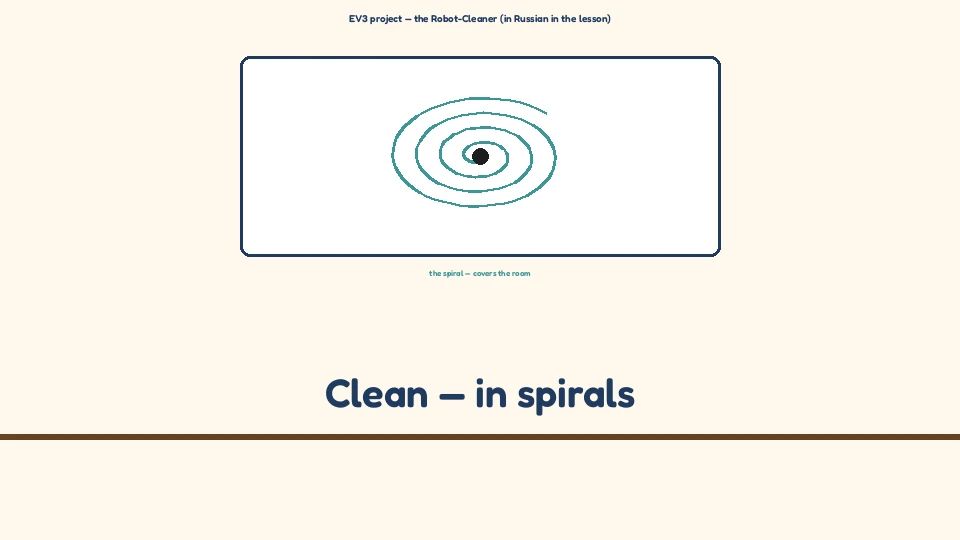 EV3 project — the Robot-Cleaner (in Russian in the lesson)
the spiral — covers the room
Clean — in spirals